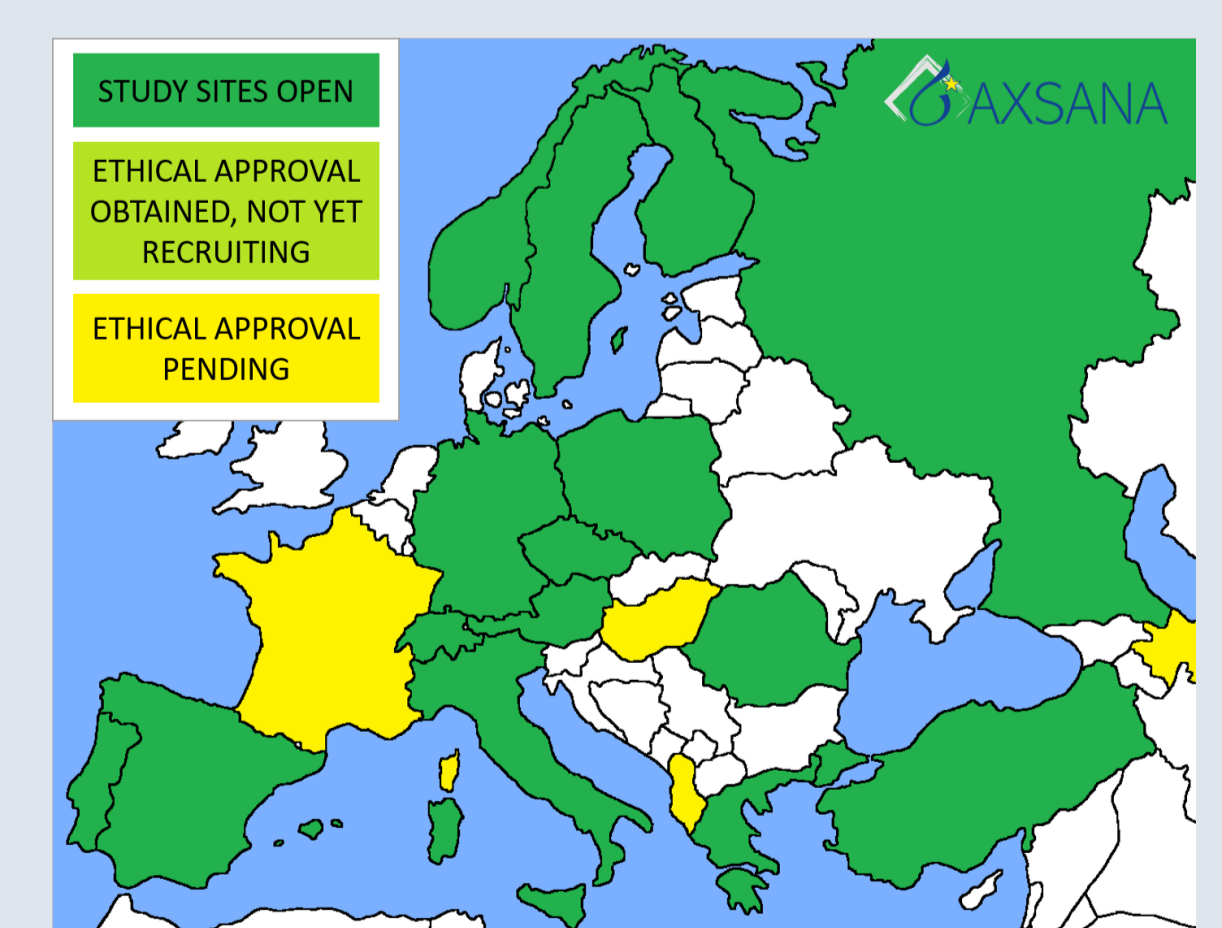 STUDY SITES OPEN
ETHICAL APPROVAL
OBTAINED, NOT YET
RECRUITING
ETHICAL APPROVAL
PENDING
AXSANA